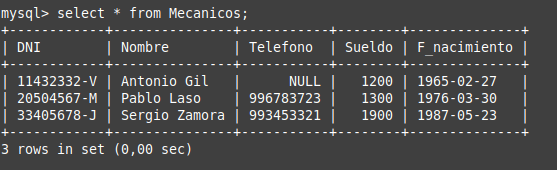 mysql> select * from Mecanicos;
+------------+---------------+-----------+--------+--------------+
| DNI        | Nombre        | Telefono  | Sueldo | F_nacimiento |
+------------+---------------+-----------+--------+--------------+
| 11432332-V | Antonio Gil   |      NULL |   1200 | 1965-02-27   |
| 20504567-M | Pablo Laso    | 996783723 |   1300 | 1976-03-30   |
| 33405678-J | Sergio Zamora | 993453321 |   1900 | 1987-05-23   |
+------------+---------------+-----------+--------+--------------+
3 rows in set (0,00 sec)